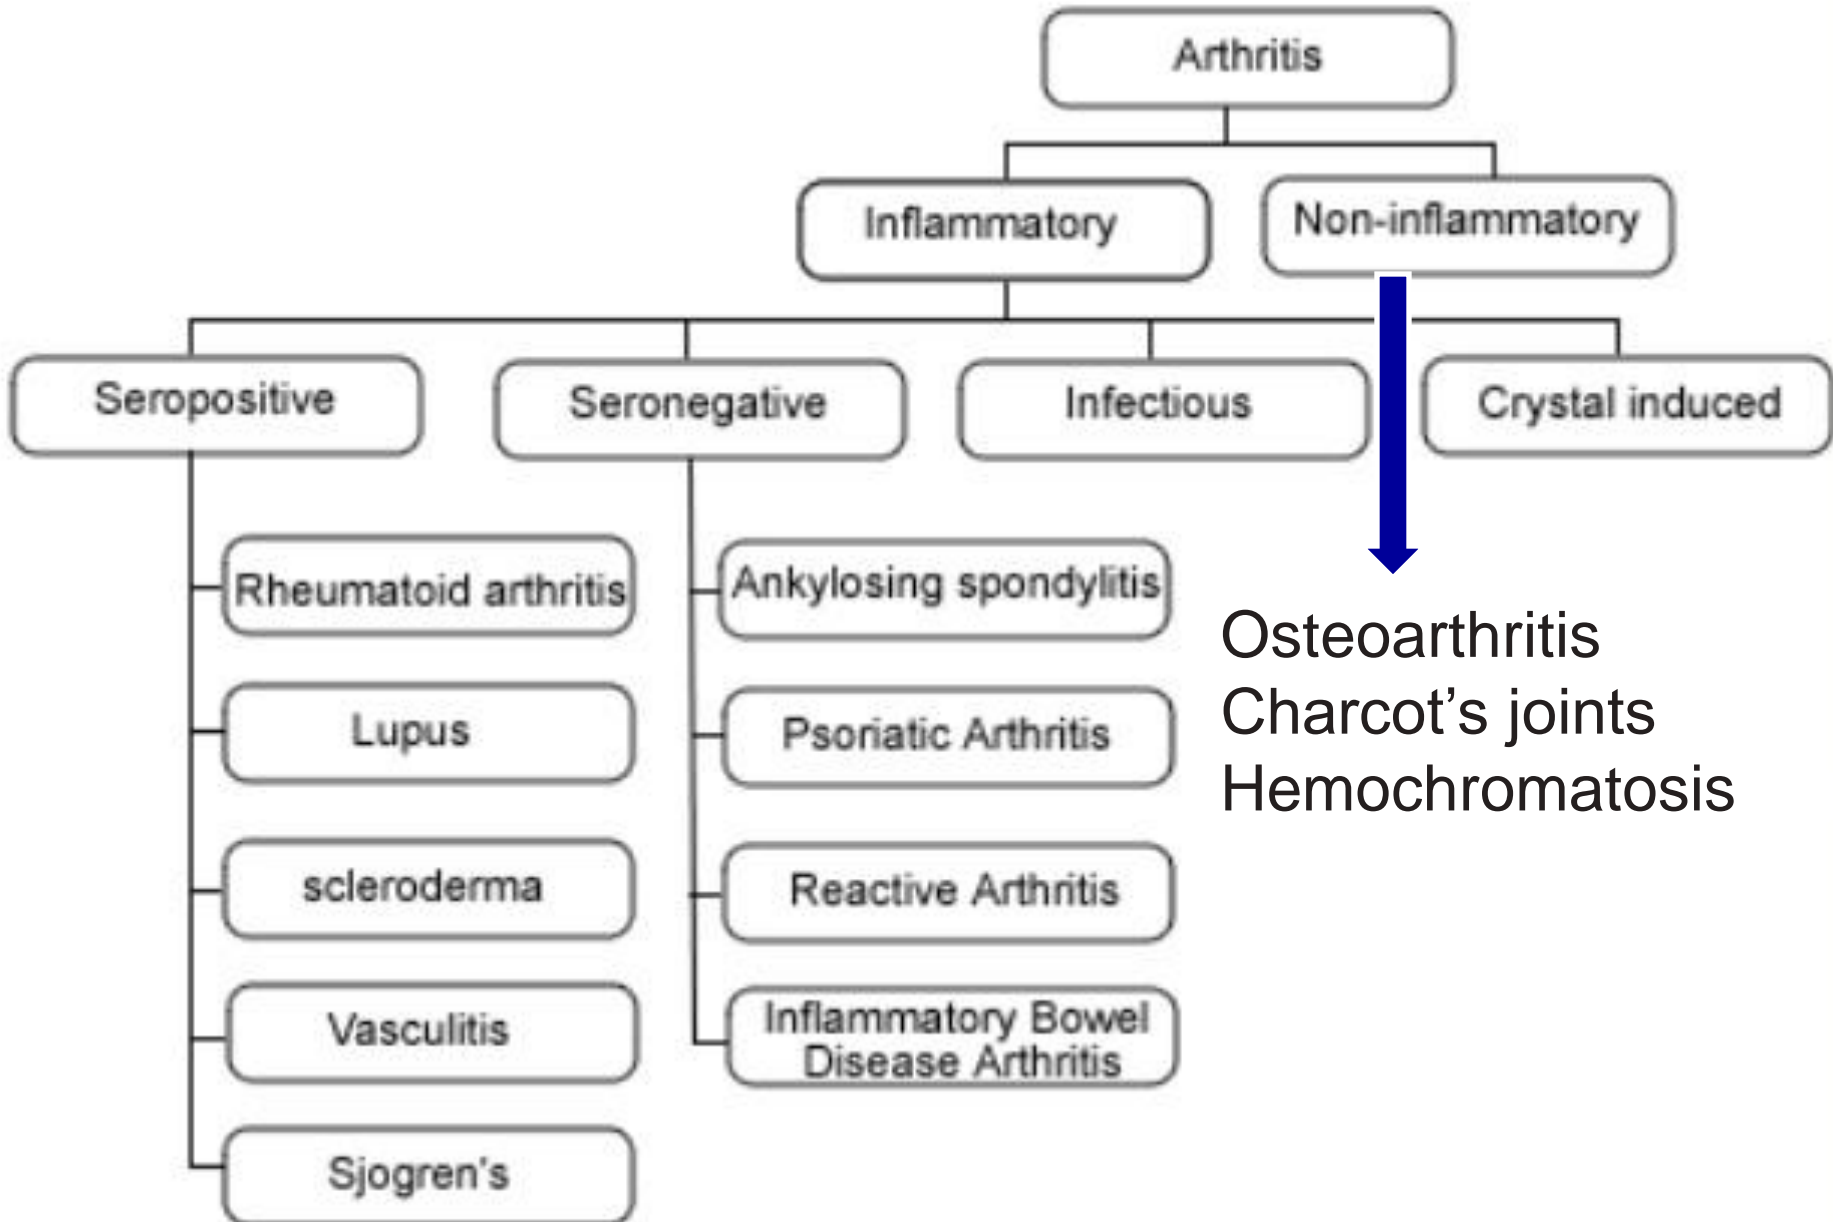 Arthritis
Inflammatory
Non-inflammatory
Seropositive
Seronegative
Infectious
Crystal induced
Rheumatoid arthritis
Lupus
scleroderma
Vasculitis
Sjogren's
Ankylosing spondylitis
Psoriatic Arthritis
Reactive Arthritis
Inflammatory Bowel
Disease Arthritis
Osteoarthritis
Charcot’s joints
Hemochromatosis